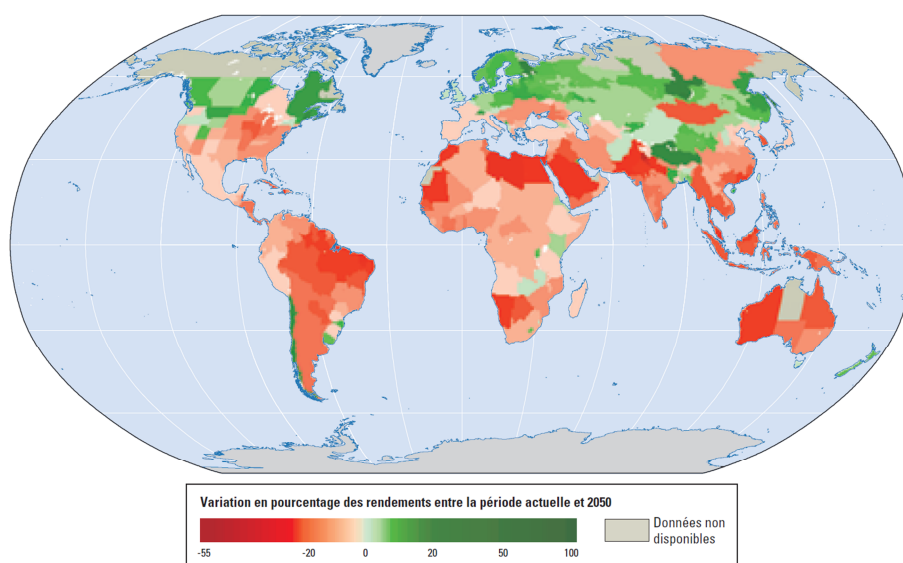 Variation en pourcentage des rendements entre la période actuelle et 2050
-55 -20 0 20 50 100
Données non
disponibles